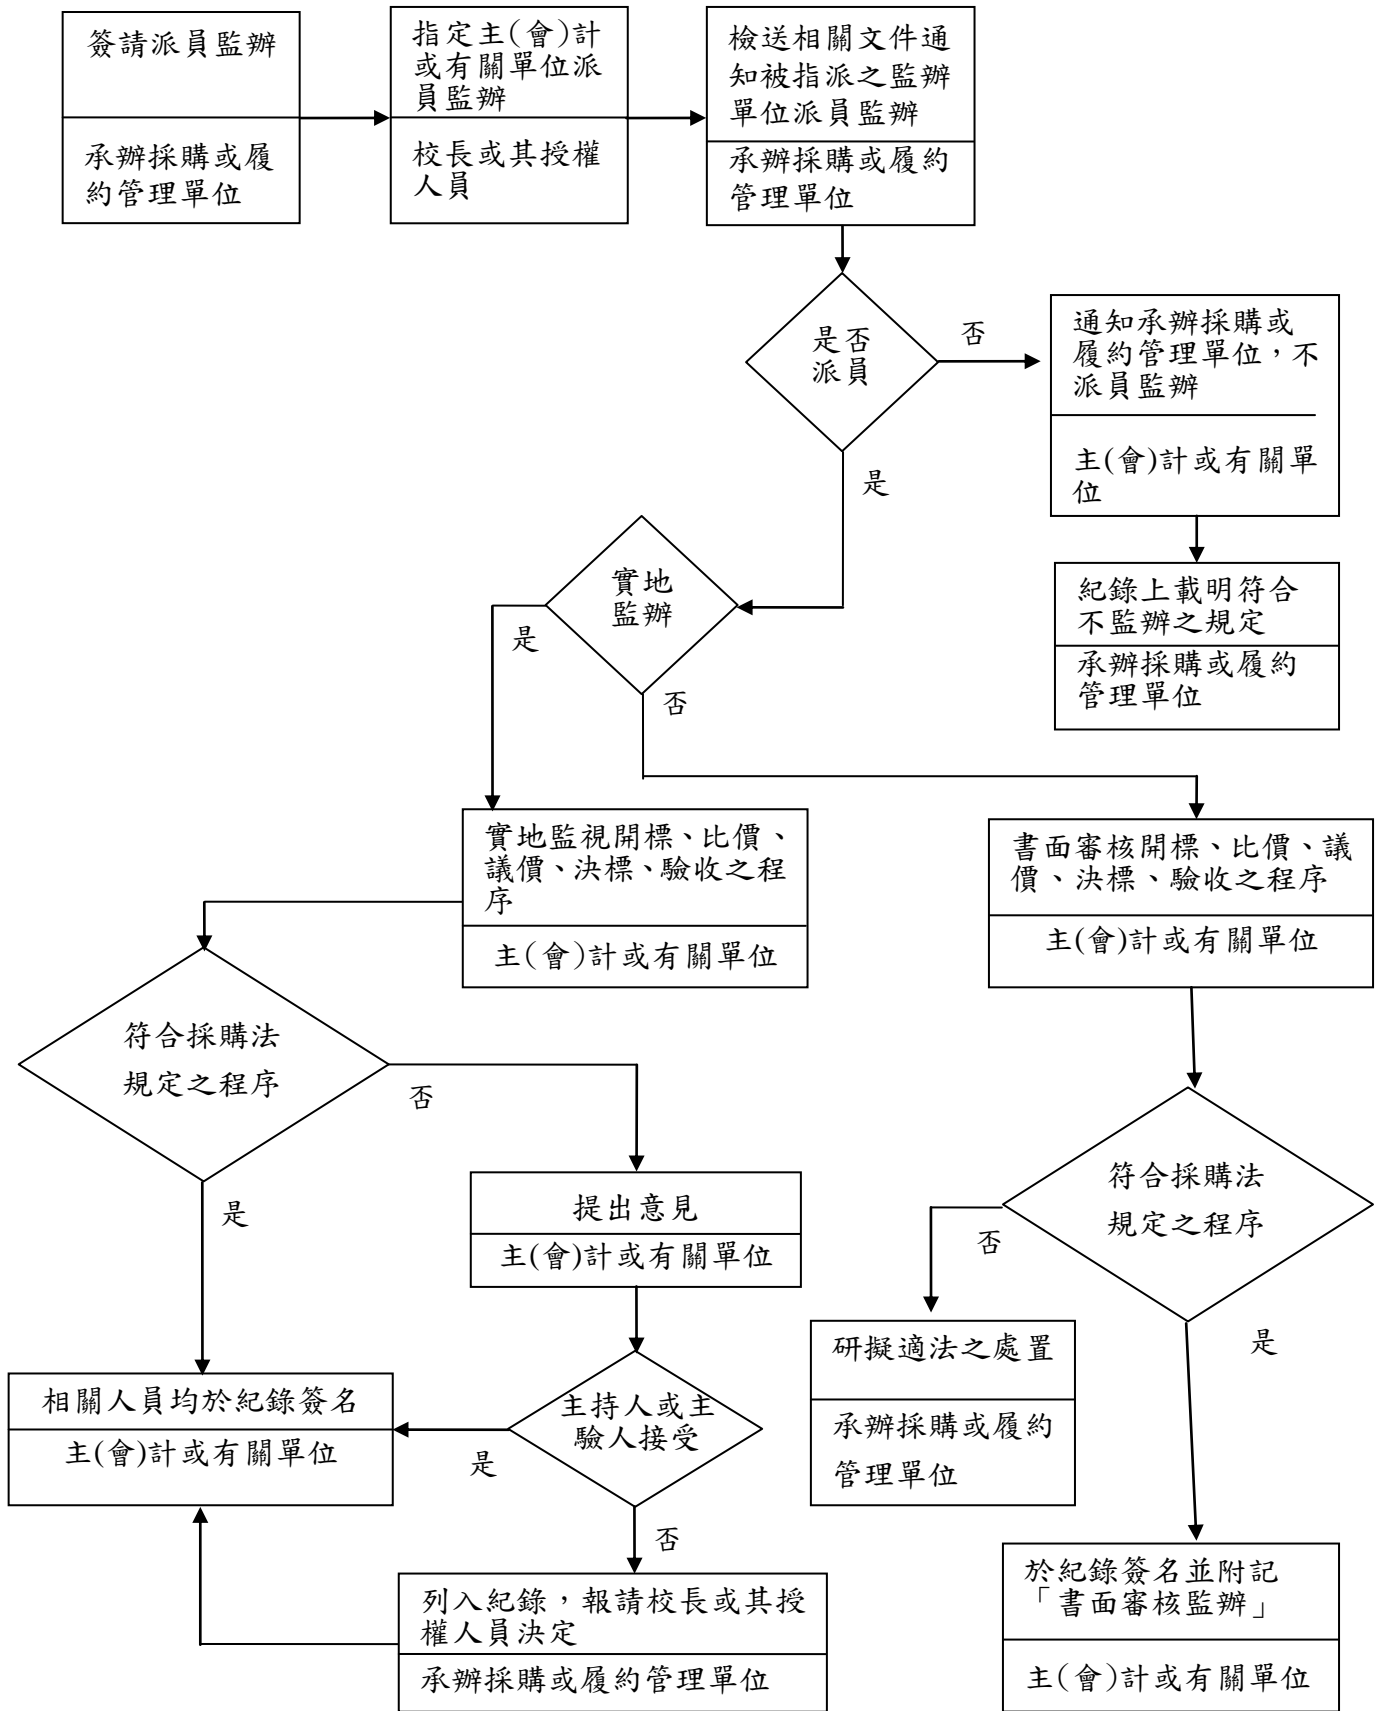 簽請派員監辦
承辦採購或履
約管理單位
指定主(會)計
或有關單位派
員監辦
校長或其授權
人員
檢送相關文件通
知被指派之監辦
單位派員監辦
承辦採購或履約
管理單位
是否
派員
否
是
通知承辦採購或
履約管理單位，不
派員監辦
主(會)計或有關單
位
紀錄上載明符合
不監辦之規定
承辦採購或履約
管理單位
實地
監辦
是
否
實地監視開標、比價、
議價、決標、驗收之程
序
主(會)計或有關單位
書面審核開標、比價、議
價、決標、驗收之程序
主(會)計或有關單位
符合採購法
規定之程序
否
是
提出意見
主(會)計或有關單位
符合採購法
規定之程序
否
是
研擬適法之處置
承辦採購或履約
管理單位
相關人員均於紀錄簽名
主(會)計或有關單位
主持人或主
驗人接受
是
否
列入紀錄，報請校長或其授
權人員決定
承辦採購或履約管理單位
於紀錄簽名並附記
「書面審核監辦」
主(會)計或有關單位